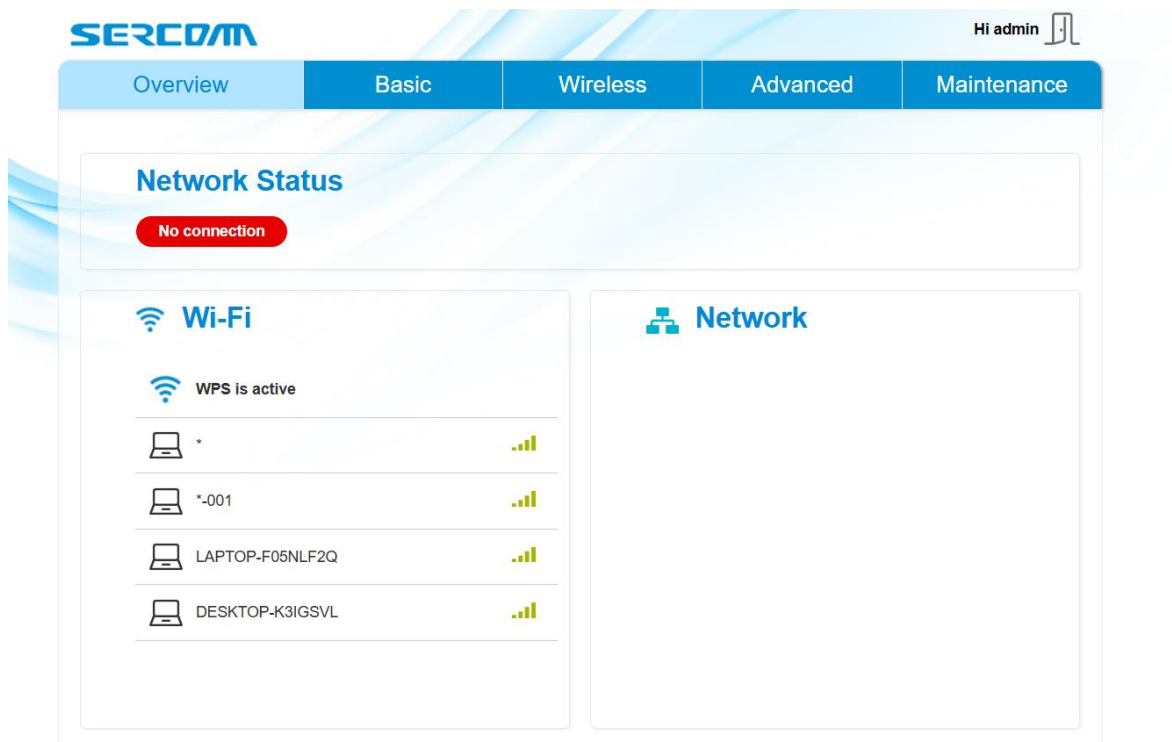 SERCOMM
Hi admin
Overview Basic Wireless Advanced Maintenance
Network Status
No connection
Wi-Fi
WPS is active
*
*-001
LAPTOP-F05NLF2Q
DESKTOP-K3IGSVL
Network